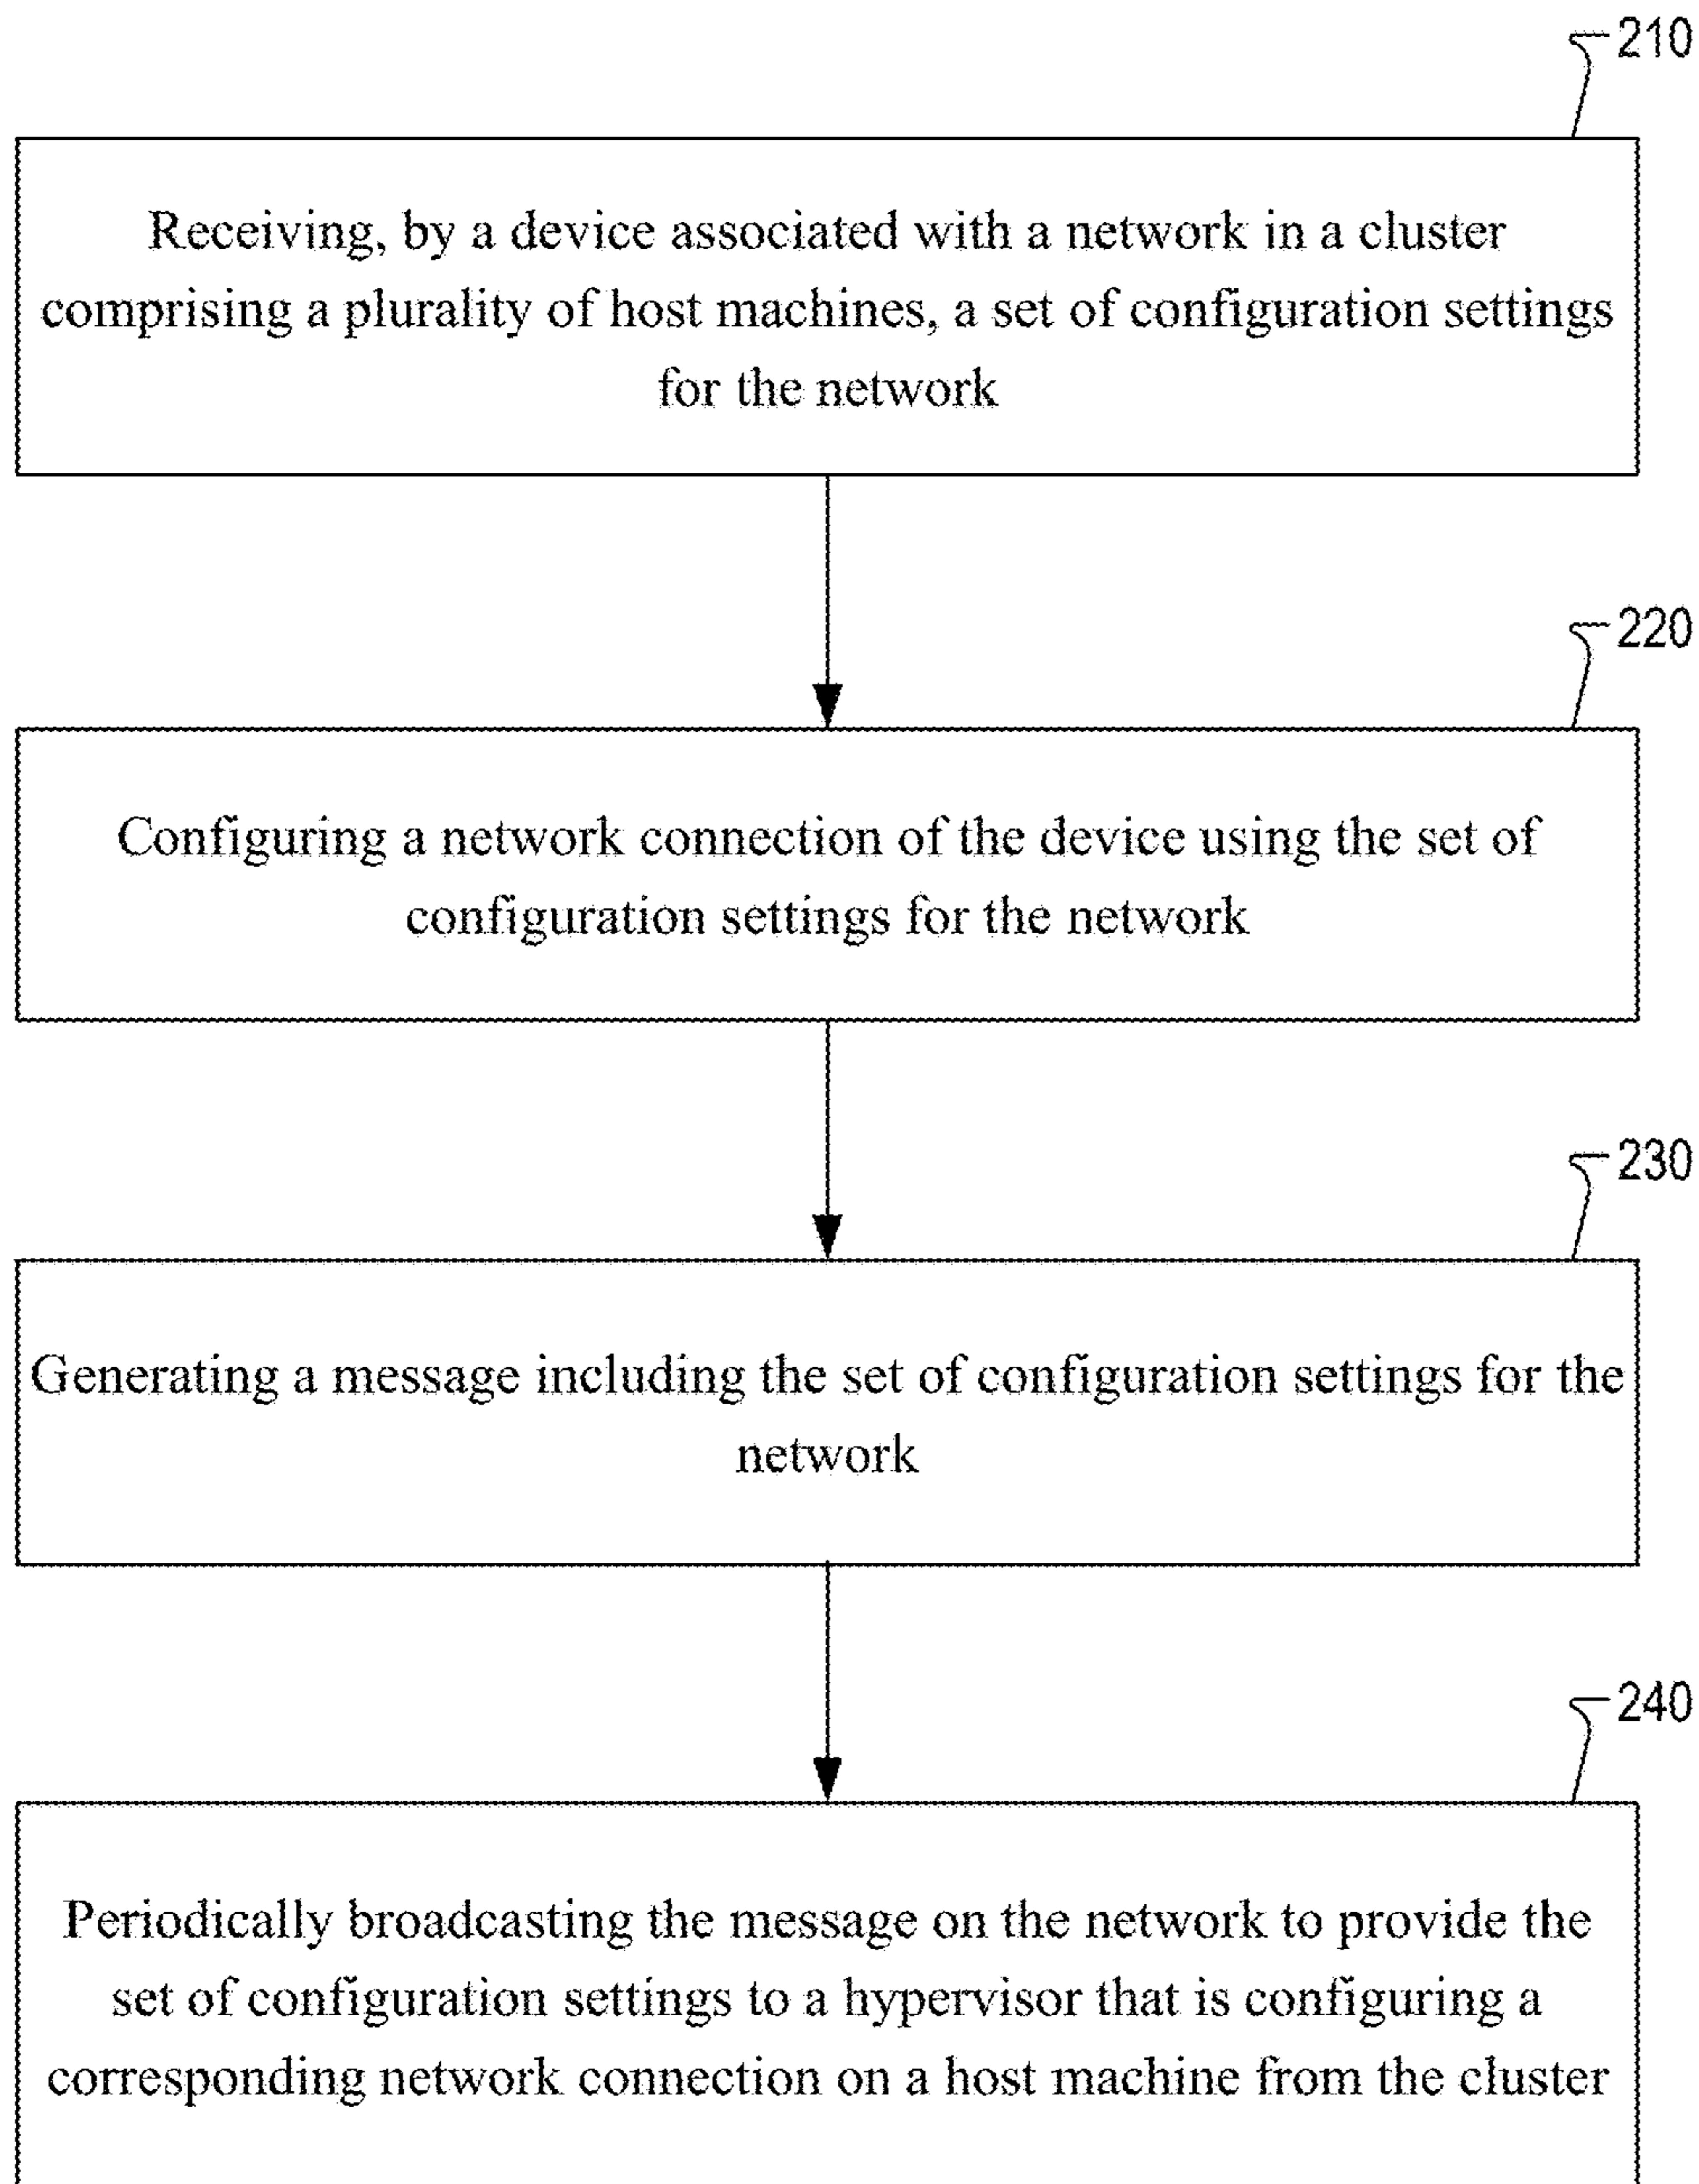 210
Receiving, by a device associated with a network in a cluster
comprising a plurality of host machines, a set of configuration settings
for the network
220
Configuring a network connection of the device using the set of
configuration settings for the network
230
Generating a message including the set of configuration settings for the
network
240
Periodically broadcasting the message on the network to provide the
set of configuration settings to a hypervisor that is configuring a
corresponding network connection on a host machine from the cluster